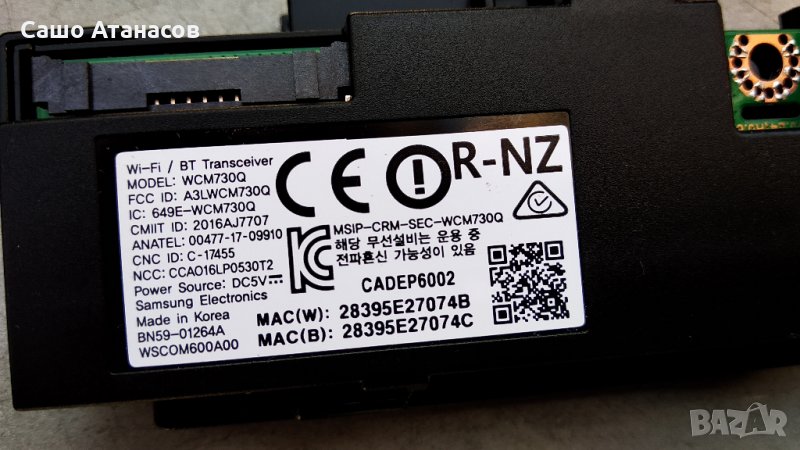 Сашо Атанасов
Wi-Fi / BT Transceiver
MODEL: WCM730Q
FCC ID: A3LWCM730Q
IC: 649E-WCM730Q
CMIIT ID: 2016AJ7707
ANATEL: 00477-17-09910
CNC ID: C-17455
NCC: CCAO16LP0530T2
Power Source: DC5V⎓
Samsung Electronics
Made in Korea
BN59-01264A
WSCOM600A00
CE
R-NZ
MSIP-CRM-SEC-WCM730Q
해당 무선설비는 운용 중
전파혼신 가능성이 있음
CADEP6002
MAC(W): 28395E27074B
MAC(B): 28395E27074C
BAZAR